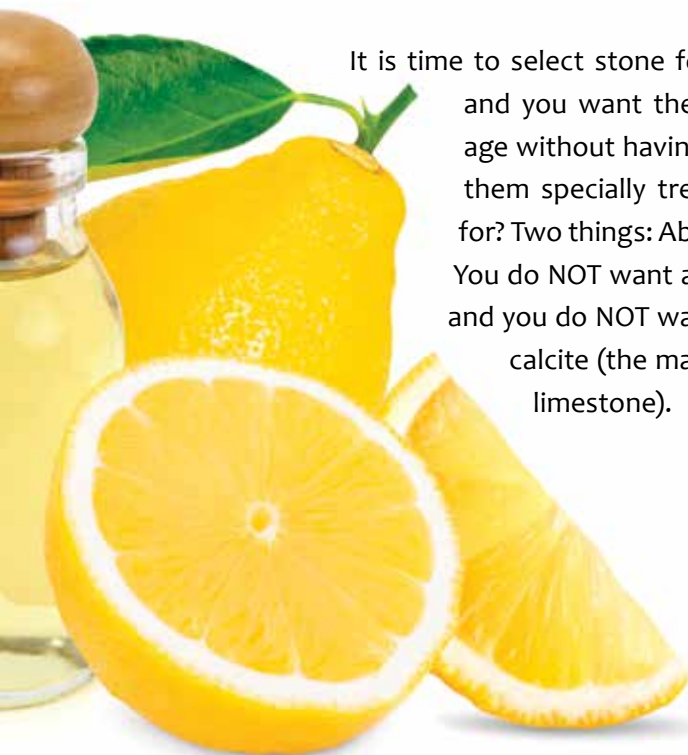 It is time to select stone f
and you want the
age without havin
them specially tre
for? Two things: Ab
You do NOT want a
and you do NOT wa
calcite (the ma
limestone).